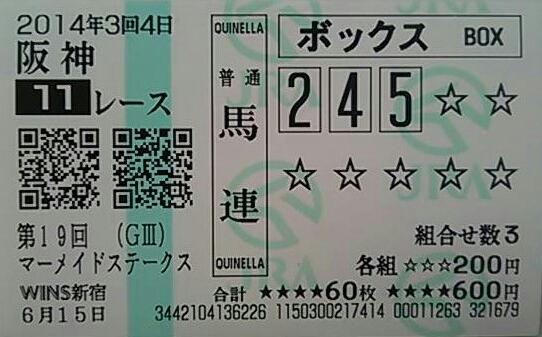 2014年3回4日
阪神
11レース
第19回 (GⅢ)
マーメイドステークス
WINS新宿
6月15日
QUINELLA
普通
馬連
QUINELLA
ボックス BOX
2 4 5 ☆ ☆
☆ ☆ ☆ ☆ ☆
組合せ数3
各組 ☆☆☆200円
合計 ★★★★60枚 ★★★★600円
3442104136226 1150300217414 00011263 321679
JRA
JRA
JRA